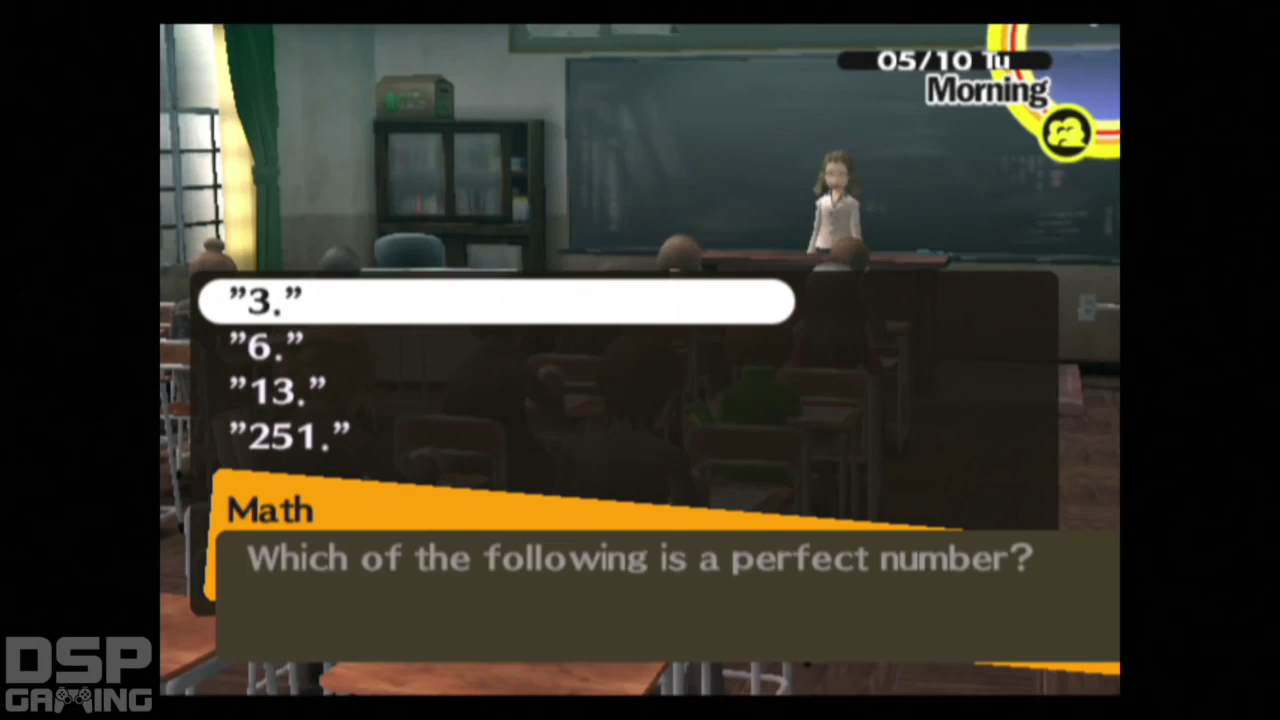 05/10 Tu
Morning
"3."
"6."
"13."
"251."
Math
Which of the following is a perfect number?
DSP
GAMING